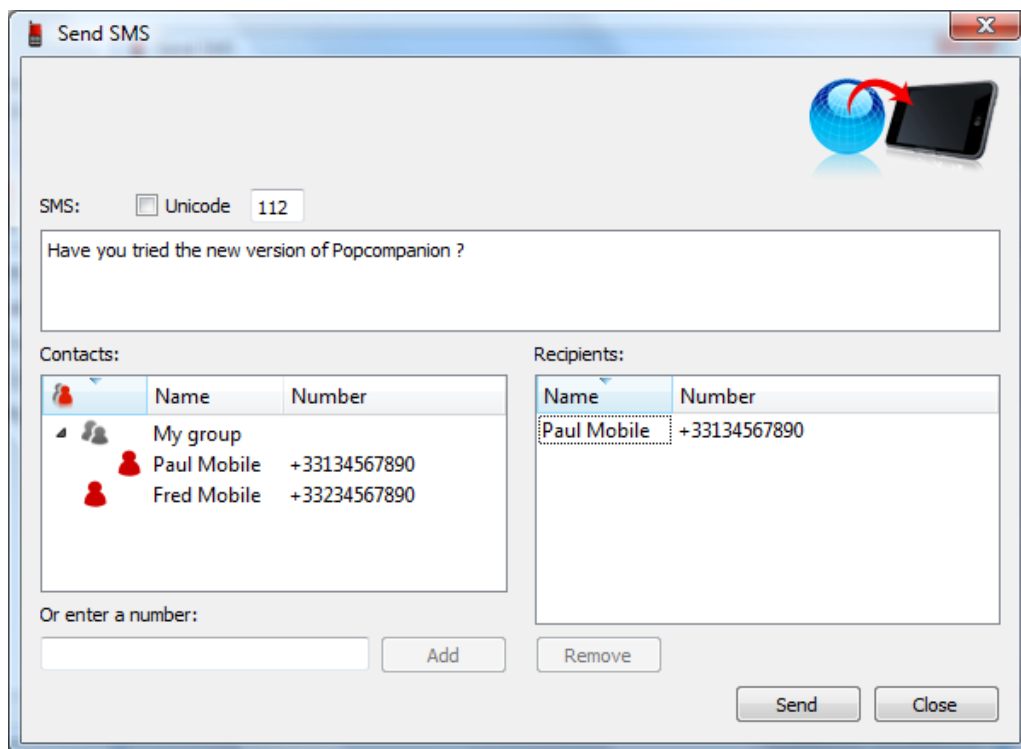 Send SMS
SMS: Unicode 112
Have you tried the new version of Popcompanion ?
Contacts:
Name Number
My group
Paul Mobile +33134567890
Fred Mobile +33234567890
Or enter a number:
Add
Recipients:
Name Number
Paul Mobile +33134567890
Remove
Send Close